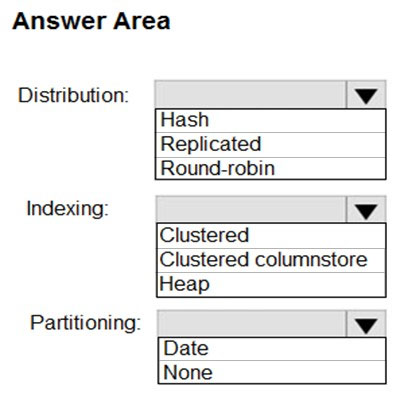 Answer Area
Distribution:
Hash
Replicated
Round-robin
Indexing:
Clustered
Clustered columnstore
Heap
Partitioning:
Date
None